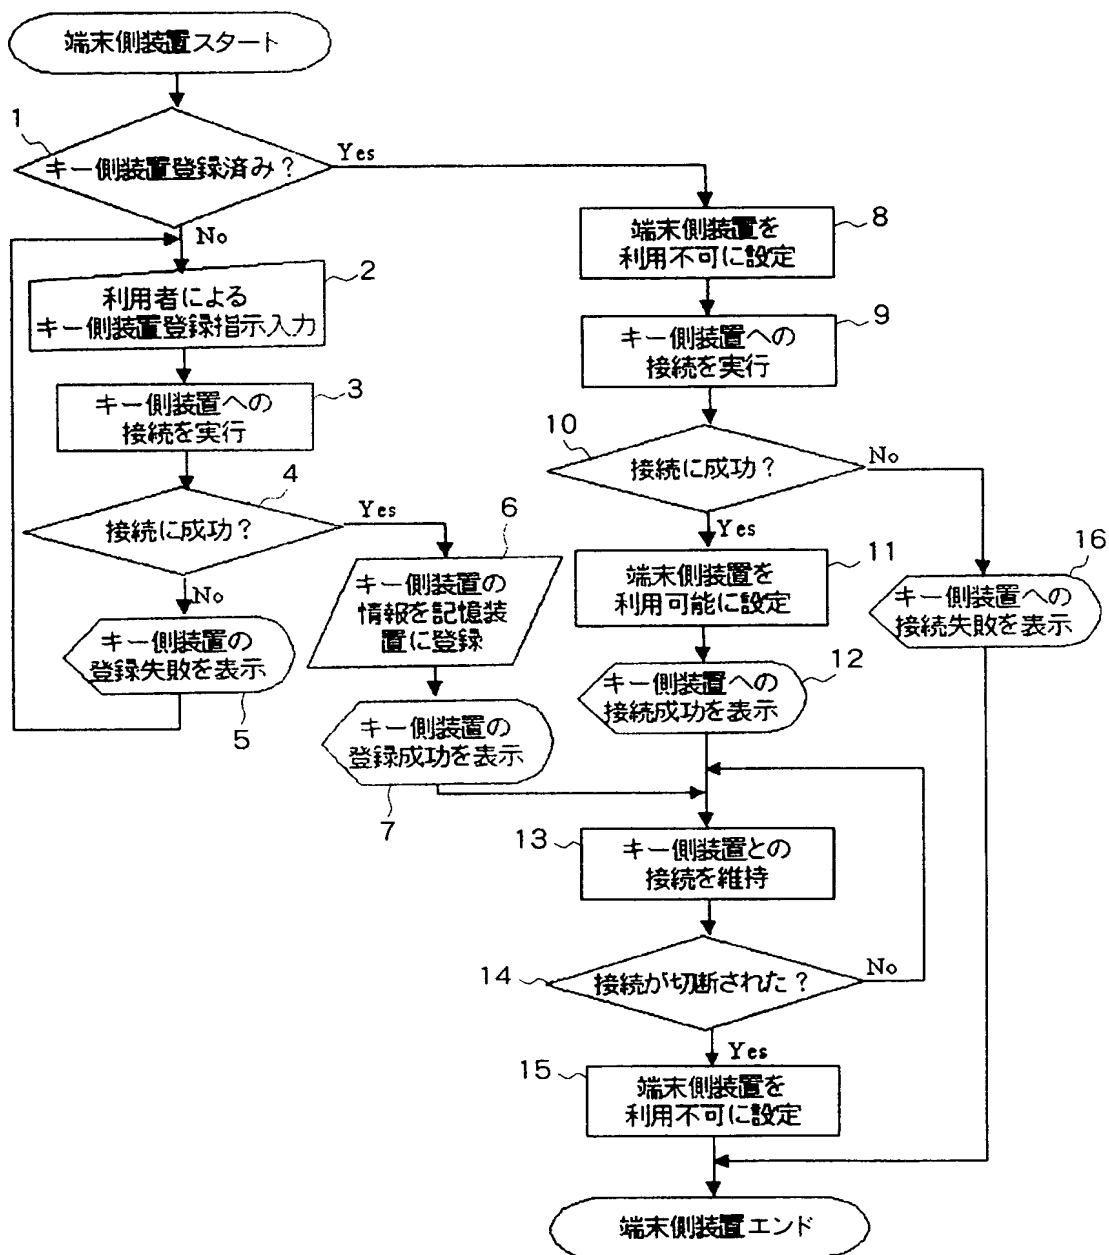 端末側装置スタート
1
キー側装置登録済み？
Yes
No
利用者による
キー側装置登録指示入力
2
キー側装置への
接続を実行
3
4
接続に成功？
Yes
No
キー側装置の
登録失敗を表示
5
6
キー側装置の
情報を記憶装
置に登録
キー側装置の
登録成功を表示
7
端末側装置を
利用不可に設定
8
キー側装置への
接続を実行
9
10
接続に成功？
No
Yes
端末側装置を
利用可能に設定
11
キー側装置への
接続成功を表示
12
13
キー側装置との
接続を維持
14
接続が切断された？
No
Yes
15
端末側装置を
利用不可に設定
16
キー側装置への
接続失敗を表示
端末側装置エンド